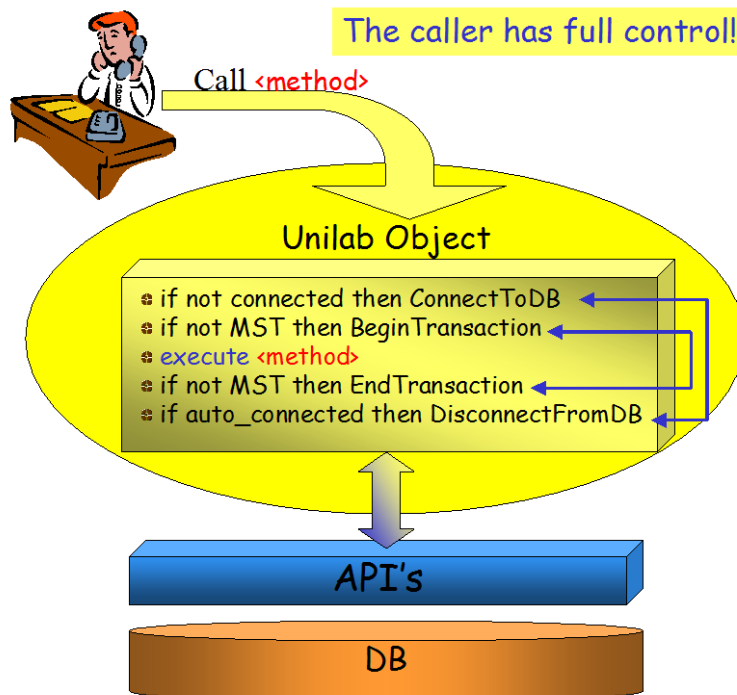 The caller has full control!
Call <method>
Unilab Object
if not connected then ConnectToDB
if not MST then BeginTransaction
execute <method>
if not MST then EndTransaction
if auto_connected then DisconnectFromDB
API's
DB